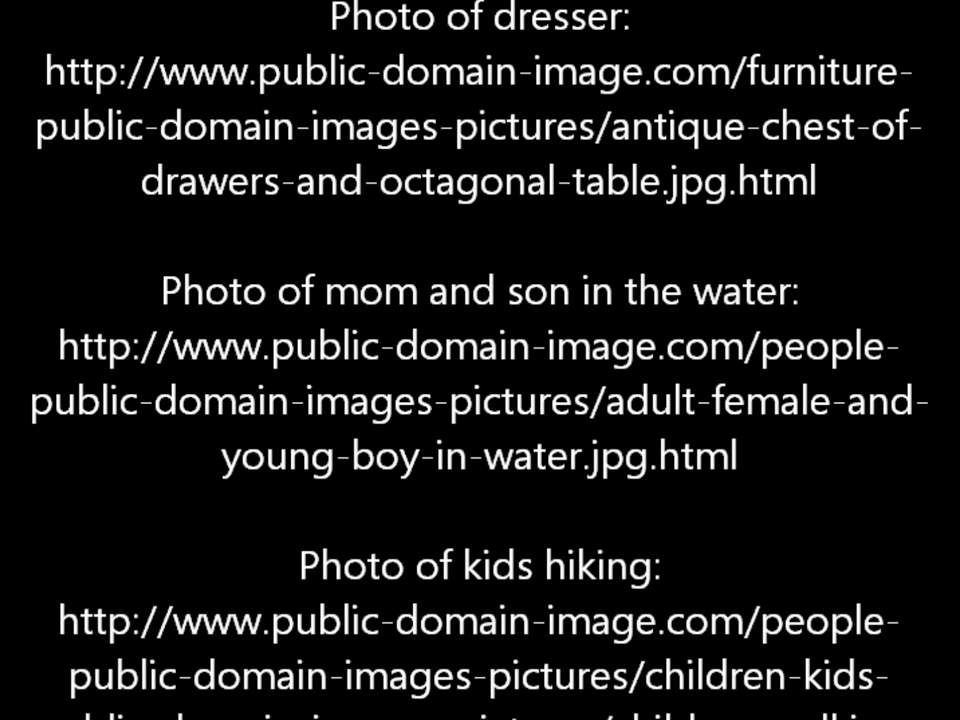 Photo of dresser:
http://www.public-domain-image.com/furniture-
public-domain-images-pictures/antique-chest-of-
drawers-and-octagonal-table.jpg.html
Photo of mom and son in the water:
http://www.public-domain-image.com/people-
public-domain-images-pictures/adult-female-and-
young-boy-in-water.jpg.html
Photo of kids hiking:
http://www.public-domain-image.com/people-
public-domain-images-pictures/children-kids-